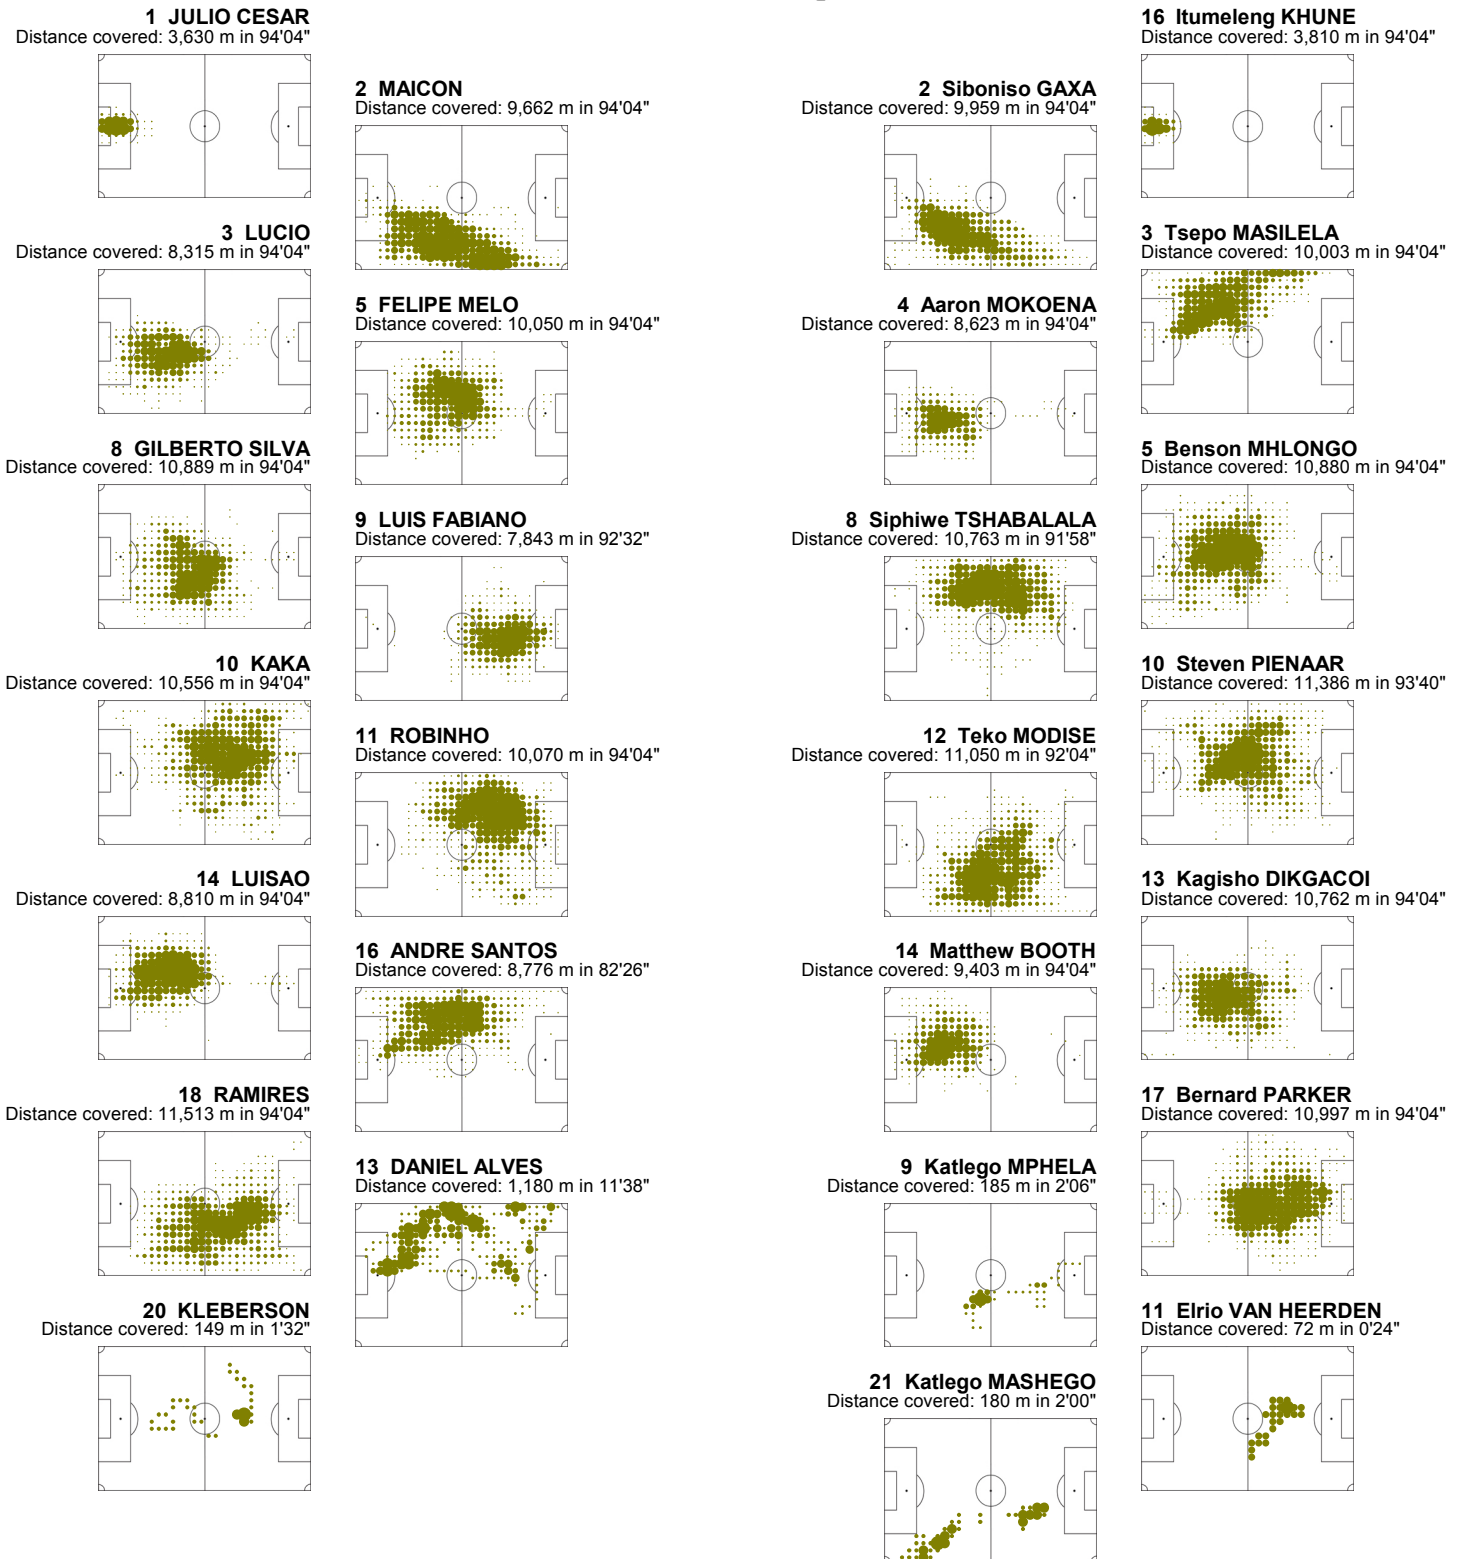 1 JULIO CESAR
Distance covered: 3,630 m in 94'04"
2 MAICON
Distance covered: 9,662 m in 94'04"
3 LUCIO
Distance covered: 8,315 m in 94'04"
5 FELIPE MELO
Distance covered: 10,050 m in 94'04"
8 GILBERTO SILVA
Distance covered: 10,889 m in 94'04"
9 LUIS FABIANO
Distance covered: 7,843 m in 92'32"
10 KAKA
Distance covered: 10,556 m in 94'04"
11 ROBINHO
Distance covered: 10,070 m in 94'04"
14 LUISAO
Distance covered: 8,810 m in 94'04"
16 ANDRE SANTOS
Distance covered: 8,776 m in 82'26"
18 RAMIRES
Distance covered: 11,513 m in 94'04"
13 DANIEL ALVES
Distance covered: 1,180 m in 11'38"
20 KLEBERSON
Distance covered: 149 m in 1'32"
16 Itumeleng KHUNE
Distance covered: 3,810 m in 94'04"
2 Siboniso GAXA
Distance covered: 9,959 m in 94'04"
3 Tsepo MASILELA
Distance covered: 10,003 m in 94'04"
4 Aaron MOKOENA
Distance covered: 8,623 m in 94'04"
5 Benson MHLONGO
Distance covered: 10,880 m in 94'04"
8 Siphiwe TSHABALALA
Distance covered: 10,763 m in 91'58"
10 Steven PIENAAR
Distance covered: 11,386 m in 93'40"
12 Teko MODISE
Distance covered: 11,050 m in 92'04"
13 Kagisho DIKGACOI
Distance covered: 10,762 m in 94'04"
14 Matthew BOOTH
Distance covered: 9,403 m in 94'04"
17 Bernard PARKER
Distance covered: 10,997 m in 94'04"
9 Katlego MPHELA
Distance covered: 185 m in 2'06"
11 Elrio VAN HEERDEN
Distance covered: 72 m in 0'24"
21 Katlego MASHEGO
Distance covered: 180 m in 2'00"